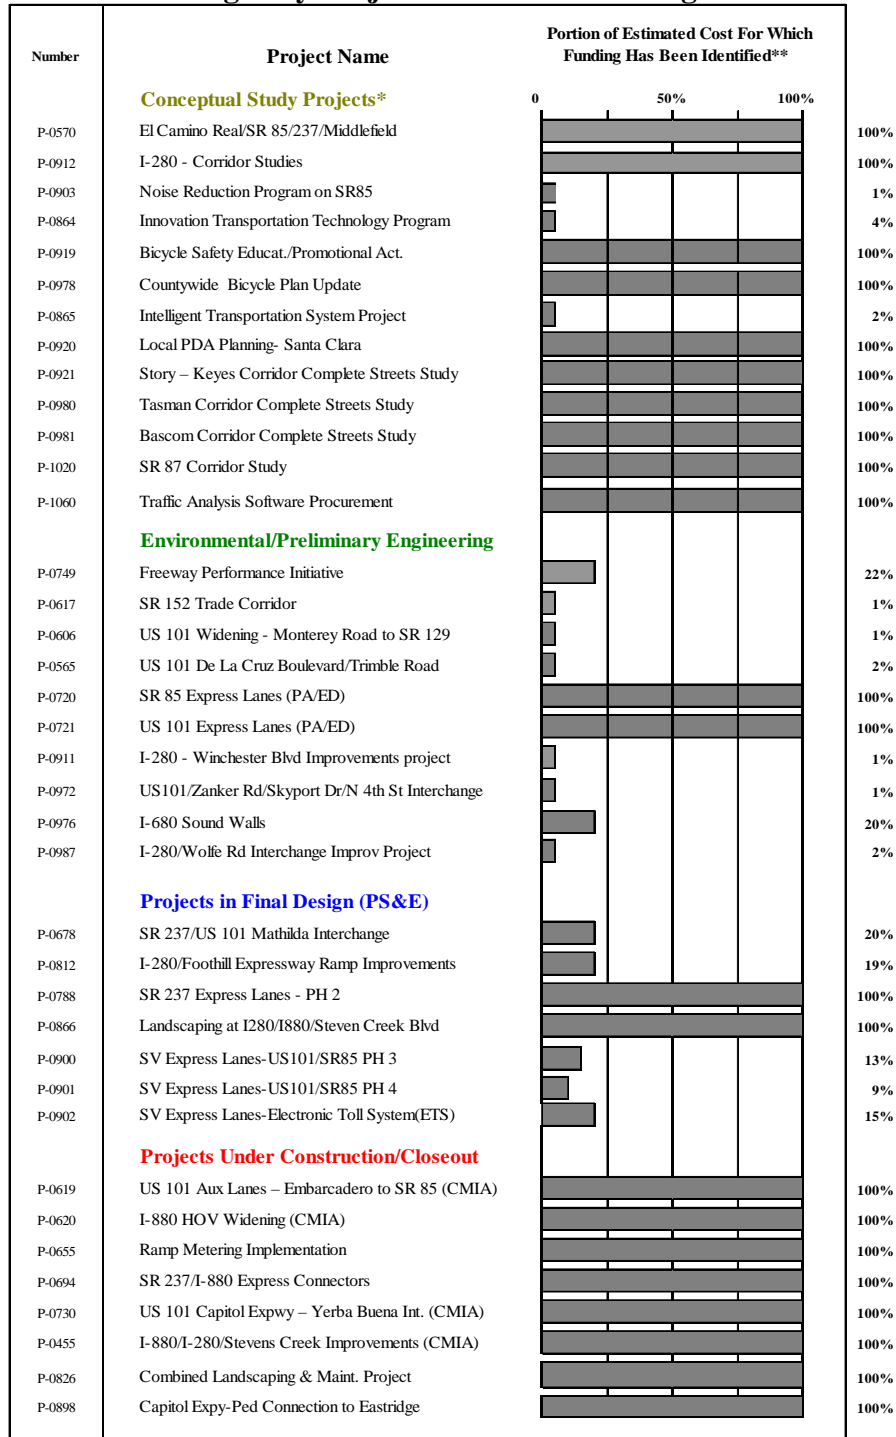 Portion of Estimated Cost For Which
Number Project Name Funding Has Been Identified**
Conceptual Study Projects* 0 50% 100%
P-0570 El Camino Real/SR 85/237/Middlefield 100%
P-0912 I-280 - Corridor Studies 100%
P-0903 Noise Reduction Program on SR85 1%
P-0864 Innovation Transportation Technology Program 4%
P-0919 Bicycle Safety Educat./Promotional Act. 100%
P-0978 Countywide Bicycle Plan Update 100%
P-0865 Intelligent Transportation System Project 2%
P-0920 Local PDA Planning- Santa Clara 100%
P-0921 Story – Keyes Corridor Complete Streets Study 100%
P-0980 Tasman Corridor Complete Streets Study 100%
P-0981 Bascom Corridor Complete Streets Study 100%
P-1020 SR 87 Corridor Study 100%
P-1060 Traffic Analysis Software Procurement 100%
Environmental/Preliminary Engineering
P-0749 Freeway Performance Initiative 22%
P-0617 SR 152 Trade Corridor 1%
P-0606 US 101 Widening - Monterey Road to SR 129 1%
P-0565 US 101 De La Cruz Boulevard/Trimble Road 2%
P-0720 SR 85 Express Lanes (PA/ED) 100%
P-0721 US 101 Express Lanes (PA/ED) 100%
P-0911 I-280 - Winchester Blvd Improvements project 1%
P-0972 US101/Zanker Rd/Skyport Dr/N 4th St Interchange 1%
P-0976 I-680 Sound Walls 20%
P-0987 I-280/Wolfe Rd Interchange Improv Project 2%
Projects in Final Design (PS&E)
P-0678 SR 237/US 101 Mathilda Interchange 20%
P-0812 I-280/Foothill Expressway Ramp Improvements 19%
P-0788 SR 237 Express Lanes - PH 2 100%
P-0866 Landscaping at I280/I880/Steven Creek Blvd 100%
P-0900 SV Express Lanes-US101/SR85 PH 3 13%
P-0901 SV Express Lanes-US101/SR85 PH 4 9%
P-0902 SV Express Lanes-Electronic Toll System(ETS) 15%
Projects Under Construction/Closeout
P-0619 US 101 Aux Lanes – Embarcadero to SR 85 (CMIA) 100%
P-0620 I-880 HOV Widening (CMIA) 100%
P-0655 Ramp Metering Implementation 100%
P-0694 SR 237/I-880 Express Connectors 100%
P-0730 US 101 Capitol Expwy – Yerba Buena Int. (CMIA) 100%
P-0455 I-880/I-280/Stevens Creek Improvements (CMIA) 100%
P-0826 Combined Landscaping & Maint. Project 100%
P-0898 Capitol Expy-Ped Connection to Eastridge 100%